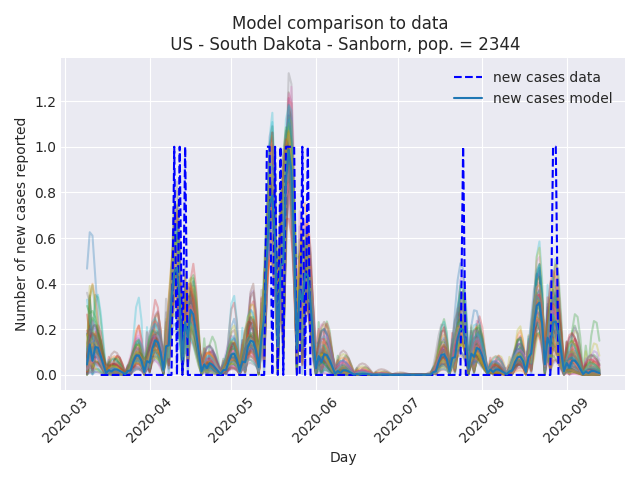 Model comparison to data
US - South Dakota - Sanborn, pop. = 2344
new cases data
new cases model
Number of new cases reported
1.2
1.0
0.8
0.6
0.4
0.2
0.0
2020-03
2020-04
2020-05
2020-06
2020-07
2020-08
2020-09
Day